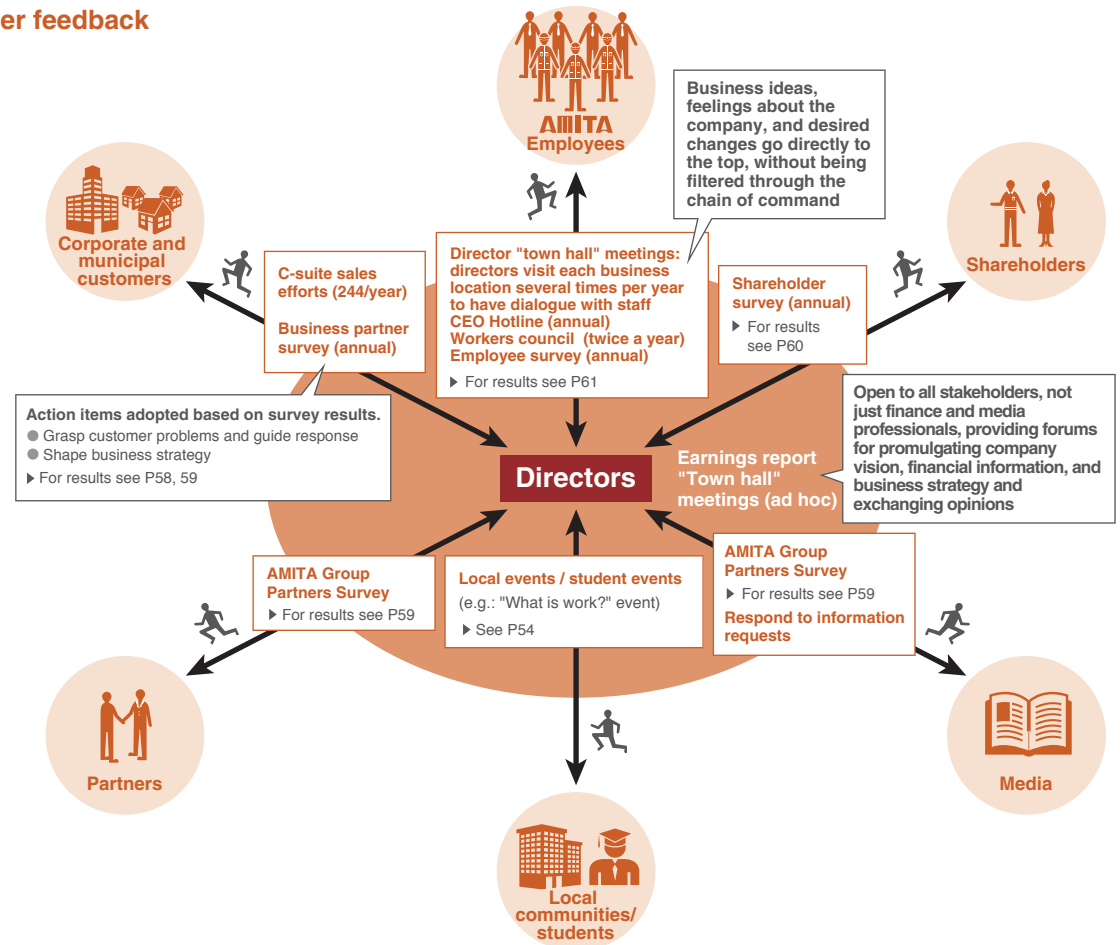 er feedback
AMITA
Employees
Business ideas,
feelings about the
company, and desired
changes go directly to
the top, without being
filtered through the
chain of command
Corporate and
municipal
customers
Shareholders
C-suite sales
efforts (244/year)
Business partner
survey (annual)
Director "town hall" meetings:
directors visit each business
location several times per year
to have dialogue with staff
CEO Hotline (annual)
Workers council (twice a year)
Employee survey (annual)
▶ For results see P61
Shareholder
survey (annual)
▶ For results
see P60
Action items adopted based on survey results.
● Grasp customer problems and guide response
● Shape business strategy
▶ For results see P58, 59
Directors
Earnings report
"Town hall"
meetings (ad hoc)
Open to all stakeholders, not
just finance and media
professionals, providing forums
for promulgating company
vision, financial information, and
business strategy and
exchanging opinions
AMITA Group
Partners Survey
▶ For results see P59
Local events / student events
(e.g.: "What is work?" event)
▶ See P54
AMITA Group
Partners Survey
▶ For results see P59
Respond to information
requests
Partners
Media
Local
communities/
students